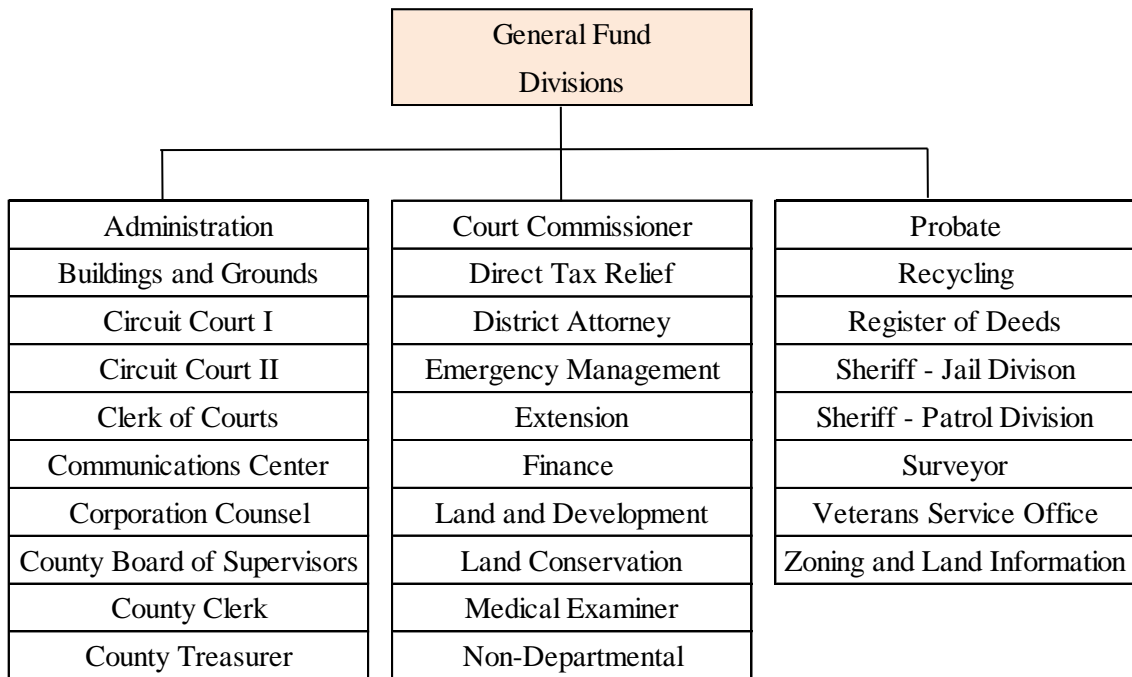 General Fund
Divisions
Administration
Buildings and Grounds
Circuit Court I
Circuit Court II
Clerk of Courts
Communications Center
Corporation Counsel
County Board of Supervisors
County Clerk
County Treasurer
Court Commissioner
Direct Tax Relief
District Attorney
Emergency Management
Extension
Finance
Land and Development
Land Conservation
Medical Examiner
Non-Departmental
Probate
Recycling
Register of Deeds
Sheriff - Jail Divison
Sheriff - Patrol Division
Surveyor
Veterans Service Office
Zoning and Land Information